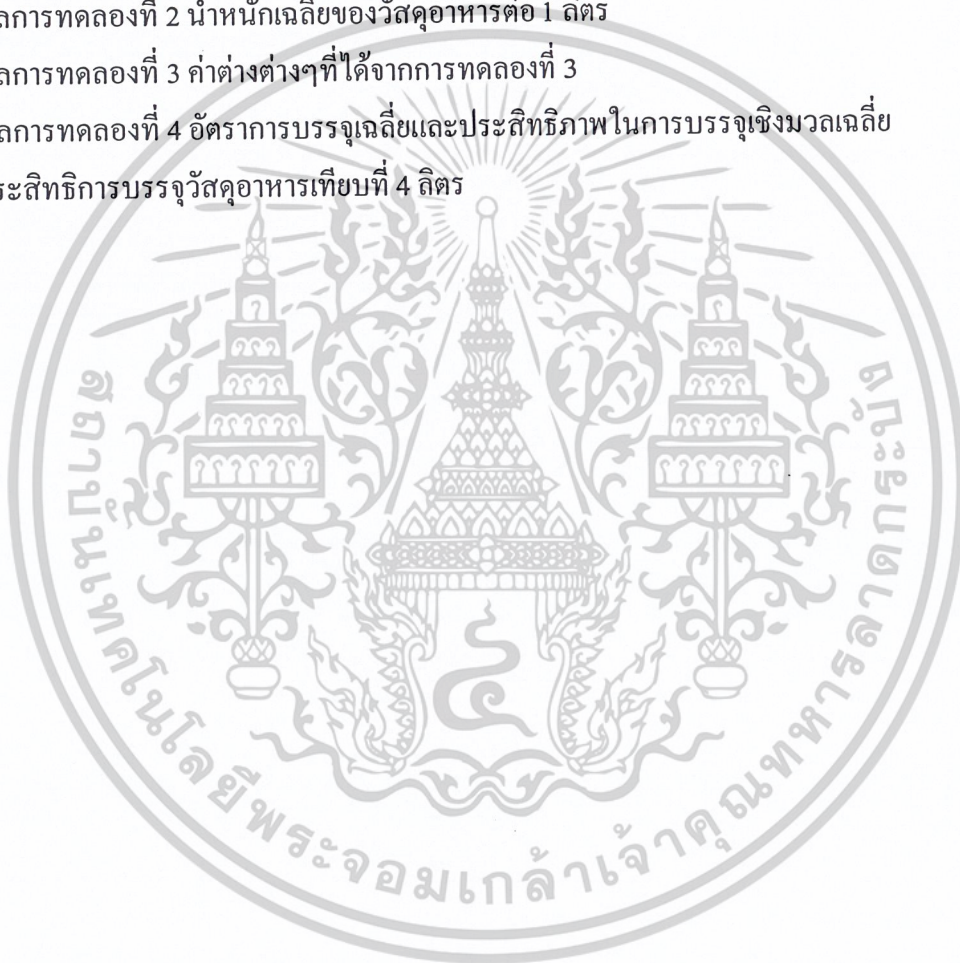 ลการทดลองที่ 2 น้ำหนักเฉลี่ยของวัสดุอาหารต่อ 1 ลิตร
ลการทดลองที่ 3 ค่าต่างต่างๆที่ได้จากการทดลองที่ 3
ลการทดลองที่ 4 อัตราการบรรจุเฉลี่ยและประสิทธิภาพในการบรรจุเชิงมวลเฉลี่ย
ระสิทธิการบรรจุวัสดุอาหารเทียบที่ 4 ลิตร
สถาบันเทคโนโลยีพระจอมเกล้าเจ้าคุณทหารลาดกระบัง